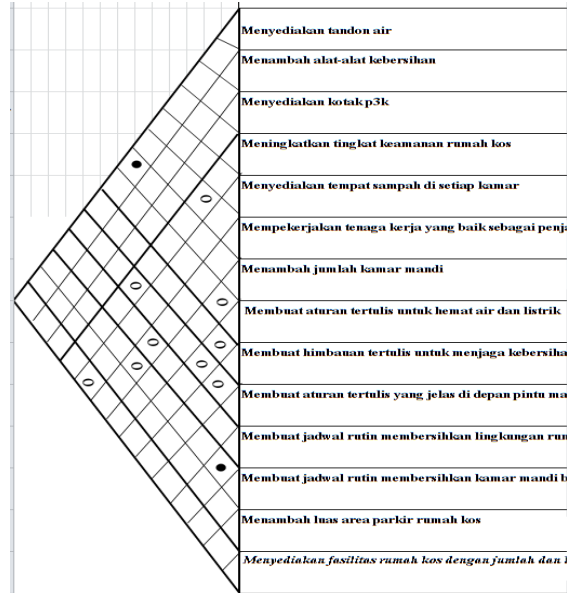 Menyediakan tandon air
Menambah alat-alat kebersihan
Menyediakan kotak p3k
Meningkatkan tingkat keamanan rumah kos
Menyediakan tempat sampah di setiap kamar
Mempekerjakan tenaga kerja yang baik sebagai penj
Menambah jumlah kamar mandi
Membuat aturan tertulis untuk hemat air dan listrik
Membuat himbauan tertulis untuk menjaga kebersiha
Membuat aturan tertulis yang jelas di depan pintu ma
Membuat jadwal rutin membersihkan lingkungan run
Membuat jadwal rutin membersihkan kamar mandi b
Menambah luas area parkir rumah kos
Menyediakan fasilitas rumah kos dengan jumlah dan